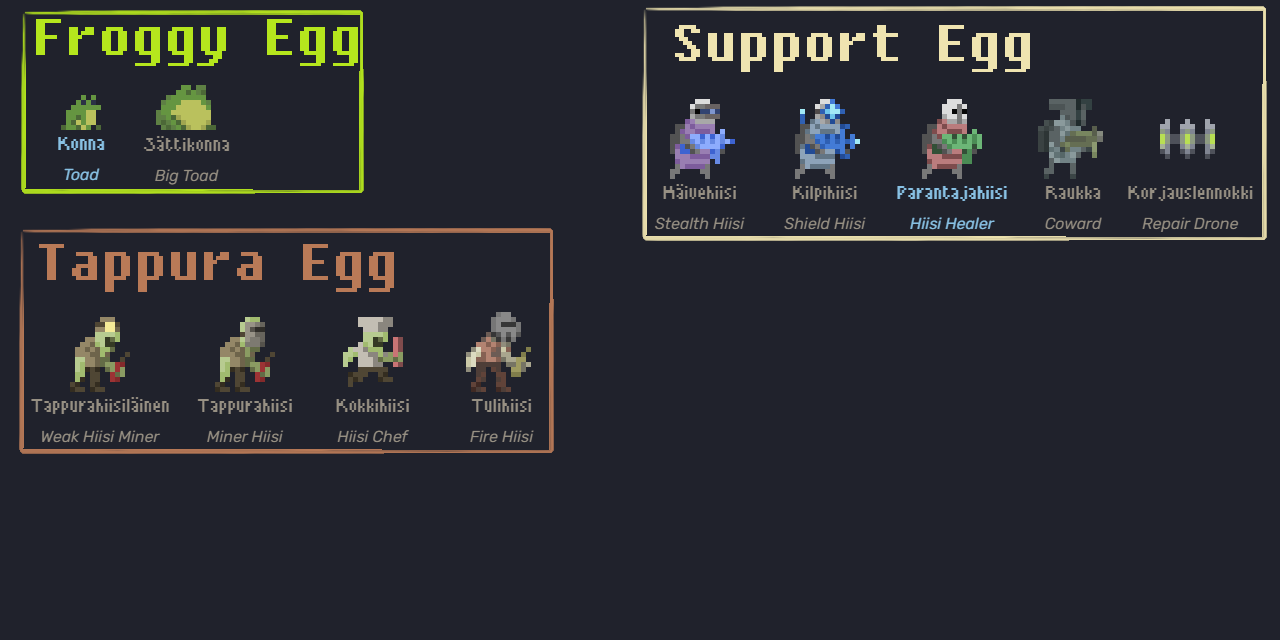 Froggy Egg
Konna
Toad
Jättikonna
Big Toad
Support Egg
Häivehiisi
Stealth Hiisi
Kilpihiisi
Shield Hiisi
Parantajahiisi
Hiisi Healer
Raukka
Coward
Korjauslennokki
Repair Drone
Tappura Egg
Tappurahiisiläinen
Weak Hiisi Miner
Tappurahiisi
Miner Hiisi
Kokkihiisi
Hiisi Chef
Tulihiisi
Fire Hiisi